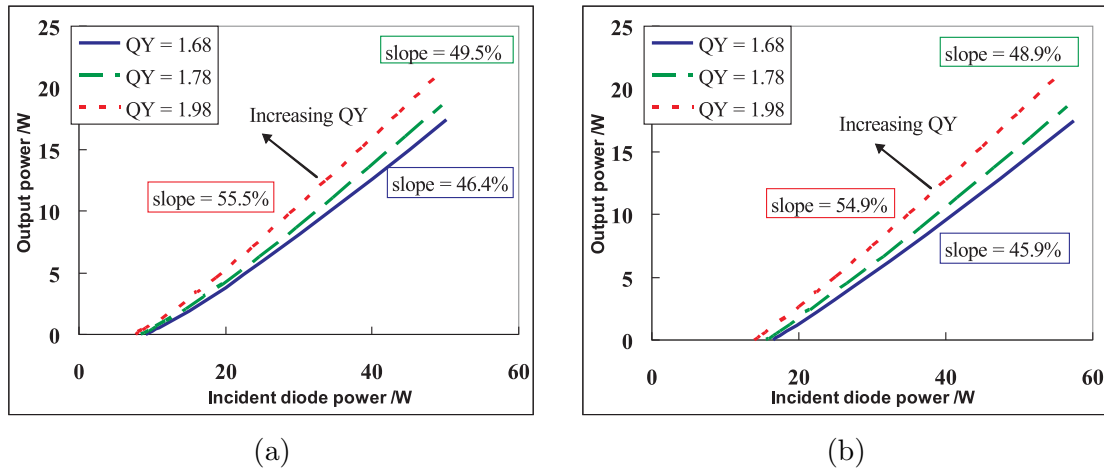 25
20
15
10
5
0
Output power /W
QY = 1.68
QY = 1.78
QY = 1.98
slope = 49.5%
Increasing QY
slope = 55.5%
slope = 46.4%
0
20
40
60
Incident diode power /W
(a)
25
20
15
10
5
0
Output power /W
QY = 1.68
QY = 1.78
QY = 1.98
slope = 48.9%
Increasing QY
slope = 54.9%
slope = 45.9%
0
20
40
60
Incident diode power /W
(b)